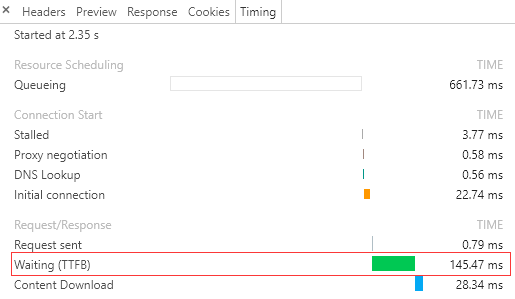 × Headers Preview Response Cookies Timing
Started at 2.35 s
Resource Scheduling TIME
Queueing 661.73 ms
Connection Start TIME
Stalled 3.77 ms
Proxy negotiation 0.58 ms
DNS Lookup 0.56 ms
Initial connection 22.74 ms
Request/Response TIME
Request sent 0.79 ms
Waiting (TTFB) 145.47 ms
Content Download 28.34 ms